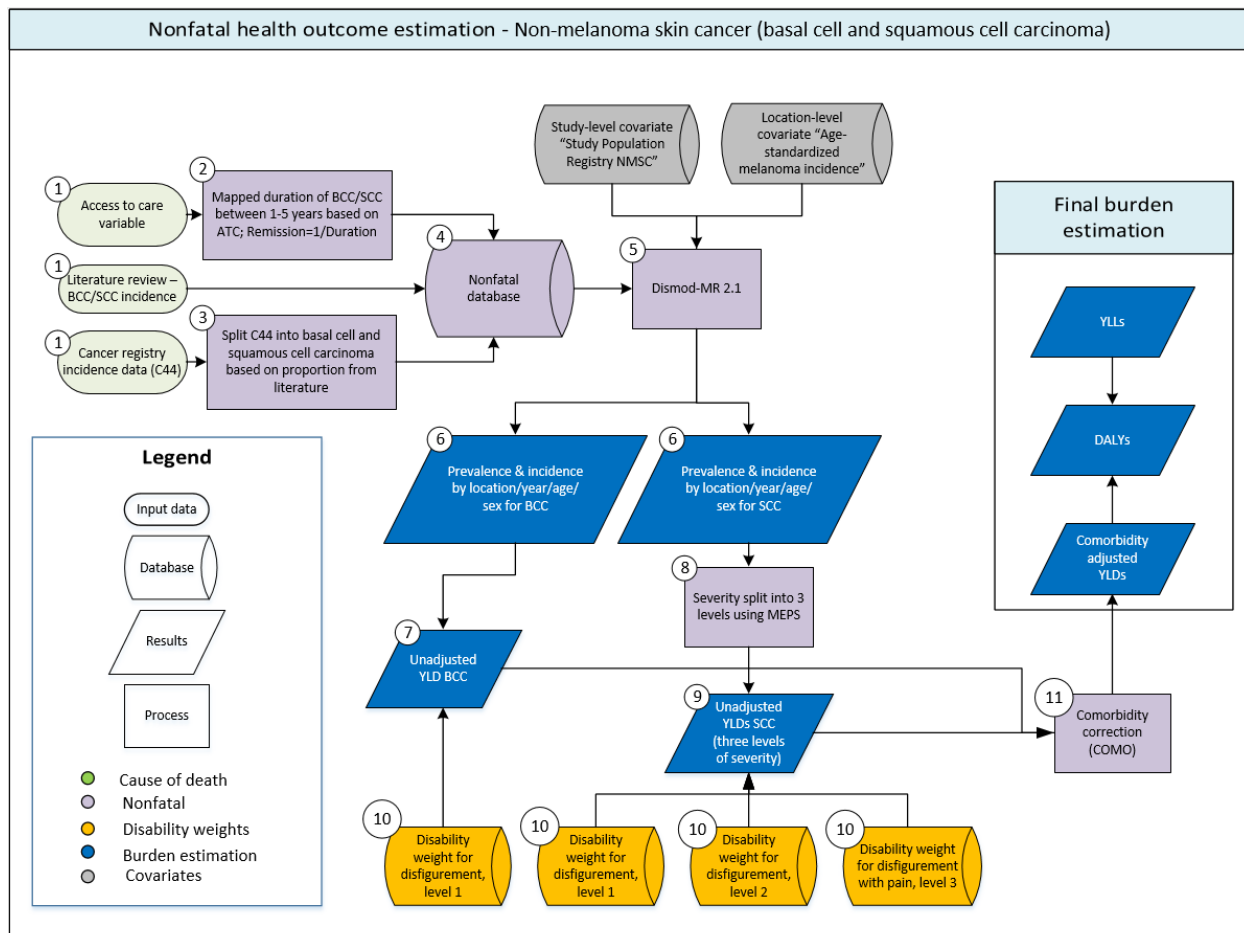 Nonfatal health outcome estimation - Non-melanoma skin cancer (basal cell and squamous cell carcinoma)
Study-level covariate
“Study Population
Registry NMSC”
Location-level
covariate “Age-
standardized
melanoma incidence”
1
Access to care
variable
2
Mapped duration of BCC/SCC
between 1-5 years based on
ATC; Remission=1/Duration
1
Literature review –
BCC/SCC incidence
4
Nonfatal
database
5
Dismod-MR 2.1
1
Cancer registry
incidence data (C44)
3
Split C44 into basal cell and
squamous cell carcinoma
based on proportion from
literature
Final burden
estimation
YLLs
DALYs
Comorbidity
adjusted
YLDs
6
Prevalence & incidence
by location/year/age/
sex for BCC
6
Prevalence & incidence
by location/year/age/
sex for SCC
8
Severity split into 3
levels using MEPS
7
Unadjusted
YLD BCC
9
Unadjusted
YLDs SCC
(three levels
of severity)
11
Comorbidity
correction
(COMO)
10
Disability
weight for
disfigurement,
level 1
10
Disability
weight for
disfigurement,
level 1
10
Disability
weight for
disfigurement,
level 2
10
Disability weight
for disfigurement
with pain, level 3
Legend
Input data
Database
Results
Process
Cause of death
Nonfatal
Disability weights
Burden estimation
Covariates